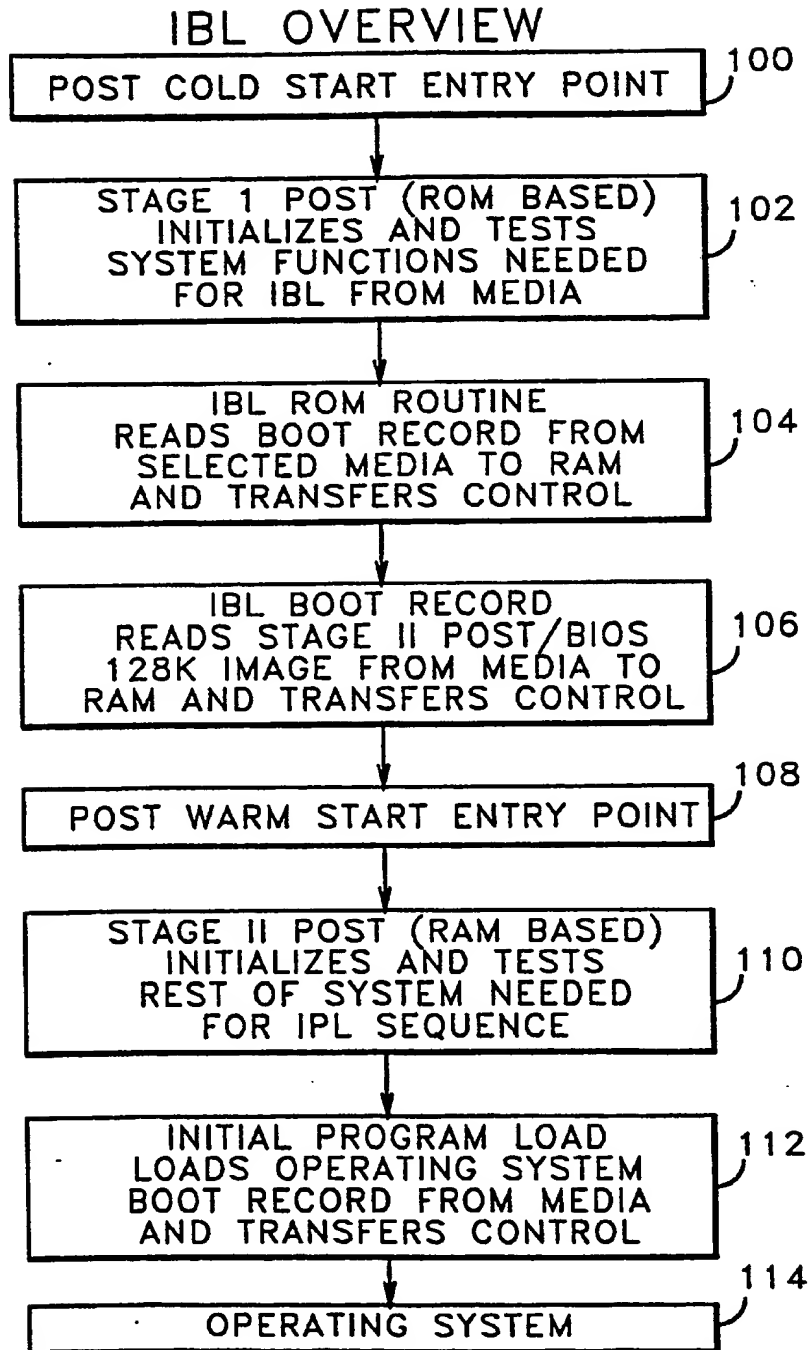 IBL OVERVIEW
100
POST COLD START ENTRY POINT
STAGE 1 POST (ROM BASED)
INITIALIZES AND TESTS
SYSTEM FUNCTIONS NEEDED
FOR IBL FROM MEDIA
102
IBL ROM ROUTINE
READS BOOT RECORD FROM
SELECTED MEDIA TO RAM
AND TRANSFERS CONTROL
104
IBL BOOT RECORD
READS STAGE II POST/BIOS
128K IMAGE FROM MEDIA TO
RAM AND TRANSFERS CONTROL
106
108
POST WARM START ENTRY POINT
STAGE II POST (RAM BASED)
INITIALIZES AND TESTS
REST OF SYSTEM NEEDED
FOR IPL SEQUENCE
110
INITIAL PROGRAM LOAD
LOADS OPERATING SYSTEM
BOOT RECORD FROM MEDIA
AND TRANSFERS CONTROL
112
114
OPERATING SYSTEM